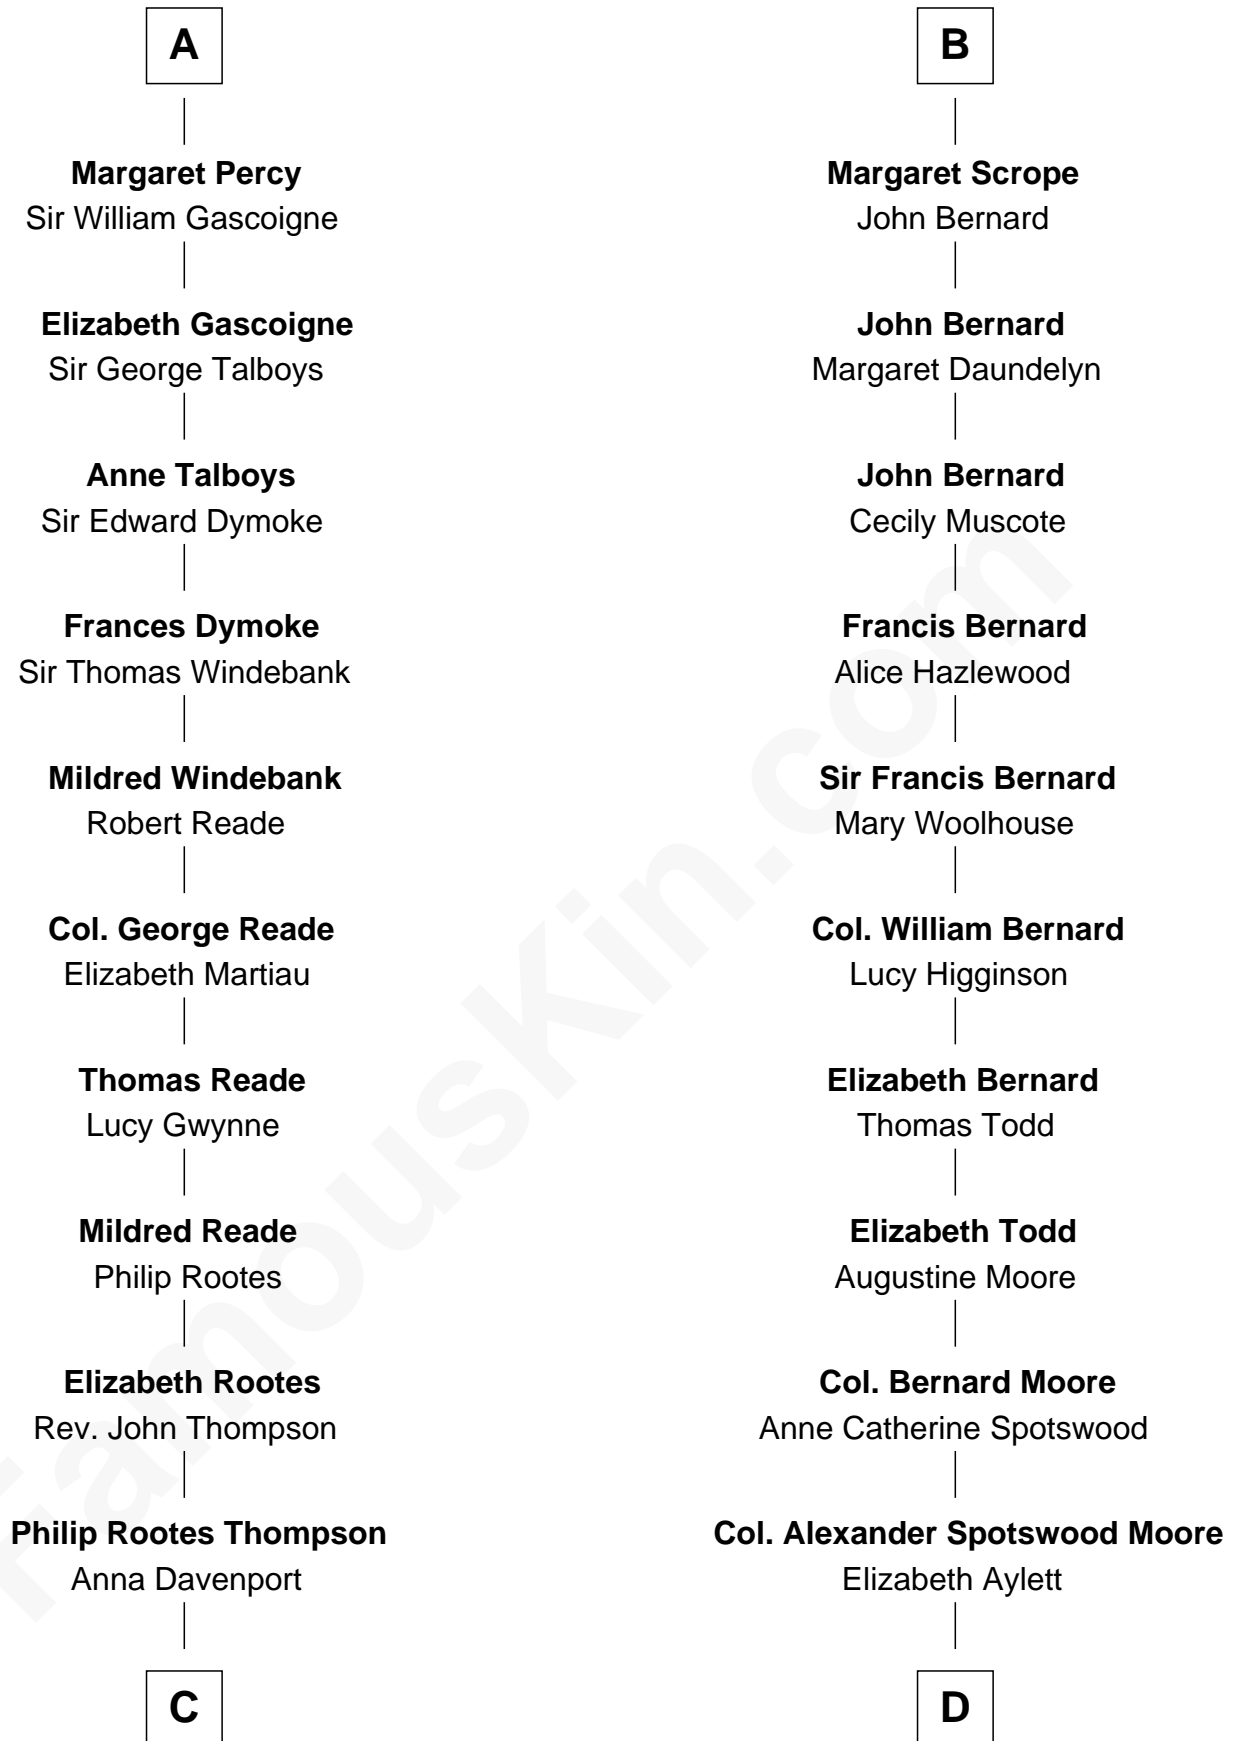 A
Margaret Percy
Sir William Gascoigne
Elizabeth Gascoigne
Sir George Talboys
Anne Talboys
Sir Edward Dymoke
Frances Dymoke
Sir Thomas Windebank
Mildred Windebank
Robert Reade
Col. George Reade
Elizabeth Martiau
Thomas Reade
Lucy Gwynne
Mildred Reade
Philip Rootes
Elizabeth Rootes
Rev. John Thompson
Philip Rootes Thompson
Anna Davenport
C
B
Margaret Scrope
John Bernard
John Bernard
Margaret Daundelyn
John Bernard
Cecily Muscote
Francis Bernard
Alice Hazlewood
Sir Francis Bernard
Mary Woolhouse
Col. William Bernard
Lucy Higginson
Elizabeth Bernard
Thomas Todd
Elizabeth Todd
Augustine Moore
Col. Bernard Moore
Anne Catherine Spotswood
Col. Alexander Spotswood Moore
Elizabeth Aylett
D
FamousKin.com